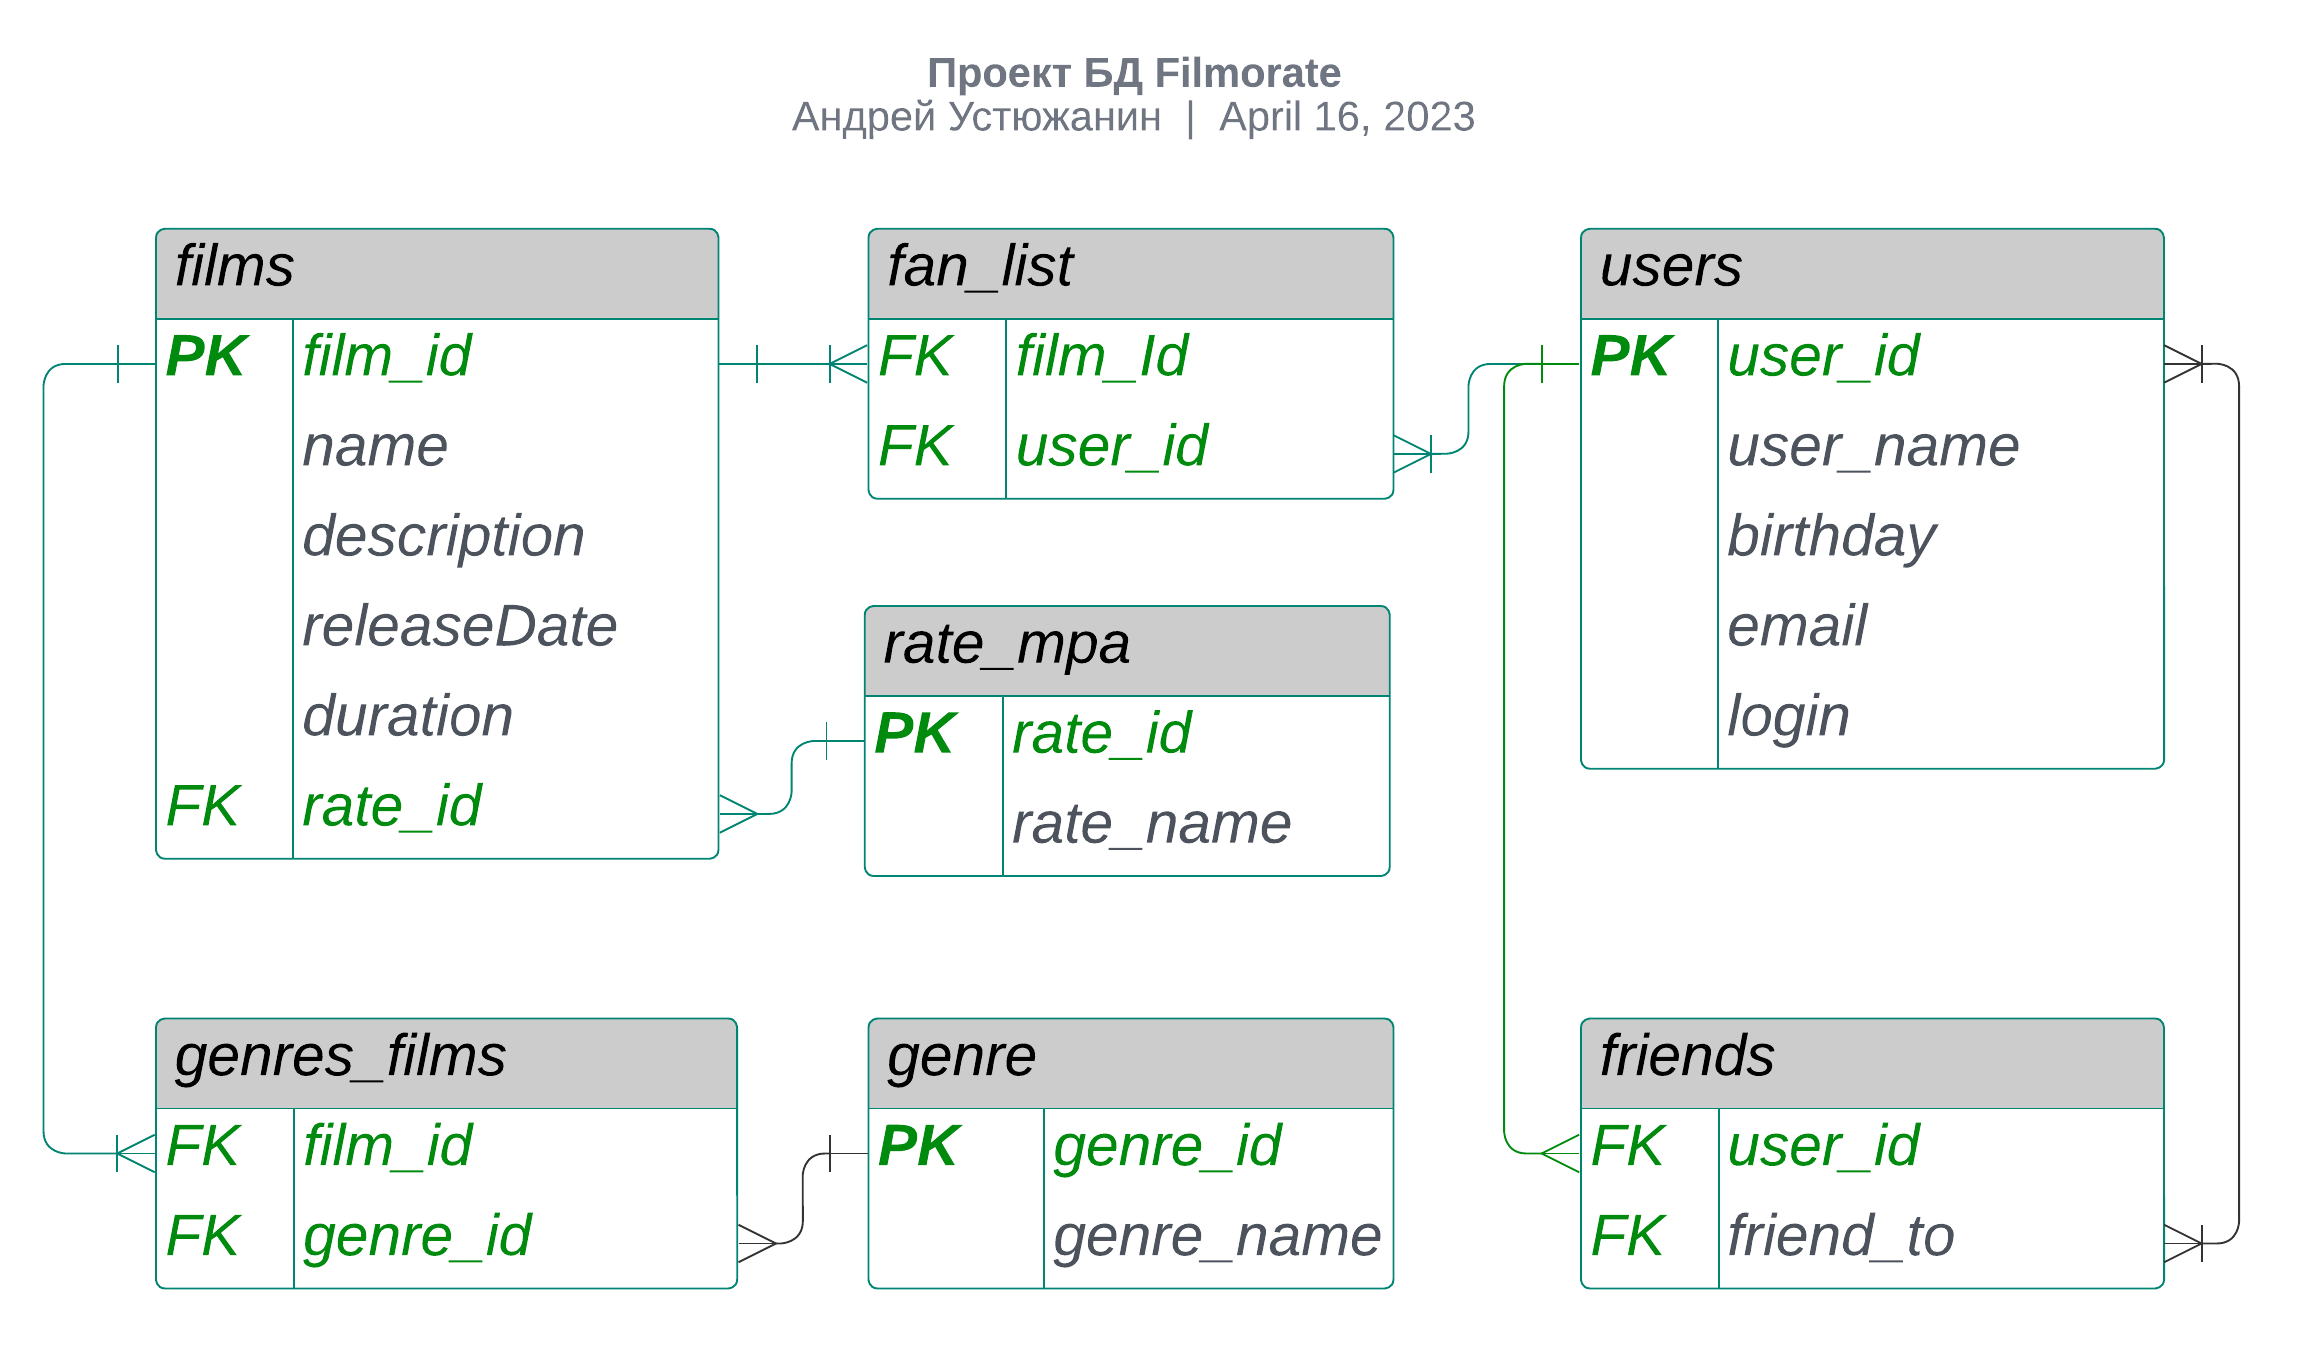 Проект БД Filmorate
Андрей Устюжанин | April 16, 2023
films
PK film_id
name
description
releaseDate
duration
FK rate_id
fan_list
FK film_Id
FK user_id
users
PK user_id
user_name
birthday
email
login
rate_mpa
PK rate_id
rate_name
genres_films
FK film_id
FK genre_id
genre
PK genre_id
genre_name
friends
FK user_id
FK friend_to